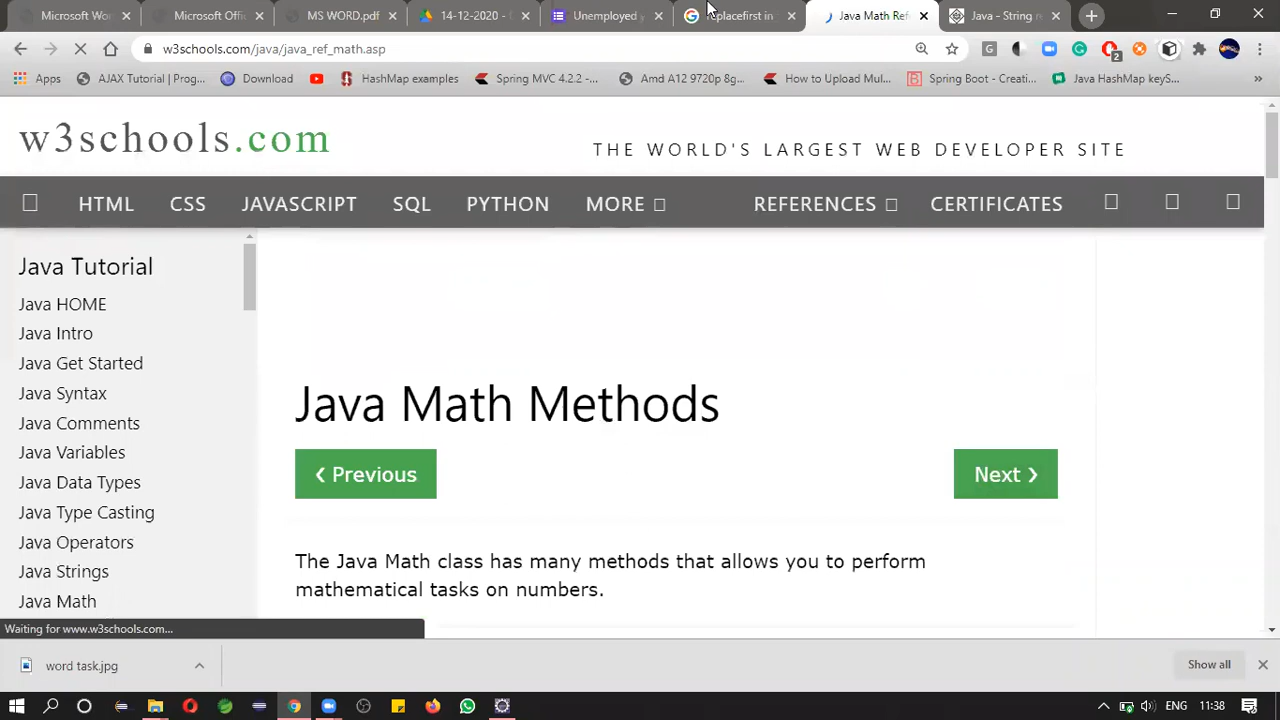 Microsoft Wor
Microsoft Offi
MS WORD.pdf
14-12-2020 -
Unemployed y
placefirst in
Java Math Ref
Java - String re
w3schools.com/java/java_ref_math.asp
2
Apps
AJAX Tutorial | Prog...
Download
HashMap examples
Spring MVC 4.2.2 -...
Amd A12 9720p 8g...
How to Upload Mul...
Spring Boot - Creati...
Java HashMap keyS...
»
w3schools.com
THE WORLD'S LARGEST WEB DEVELOPER SITE
HTML
CSS
JAVASCRIPT
SQL
PYTHON
MORE
REFERENCES
CERTIFICATES
Java Tutorial
Java HOME
Java Intro
Java Get Started
Java Syntax
Java Comments
Java Variables
Java Data Types
Java Type Casting
Java Operators
Java Strings
Java Math
Java Math Methods
❮ Previous
Next ❯
The Java Math class has many methods that allows you to perform
mathematical tasks on numbers.
Waiting for www.w3schools.com...
word task.jpg
Show all
ENG
11:38